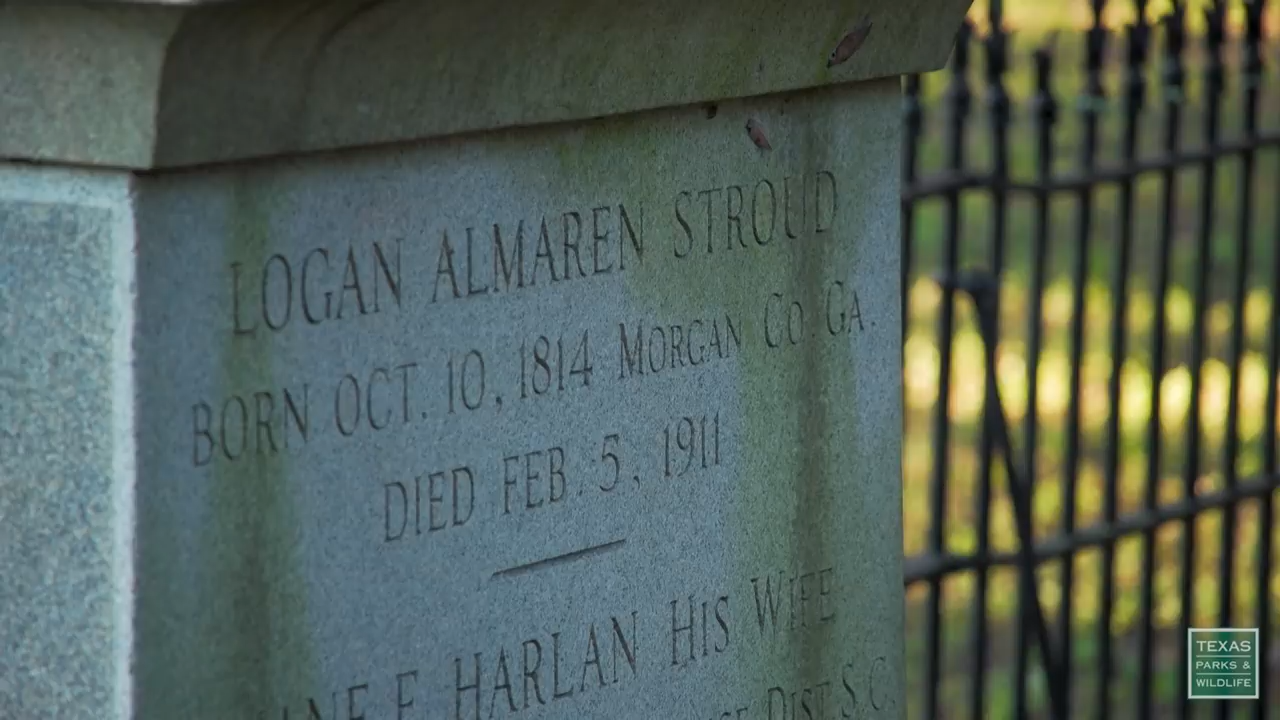 LOGAN ALMAREN STROUD
BORN OCT. 10, 1814 MORGAN CO. GA.
DIED FEB. 5, 1911
E. HARLAN HIS WIFE
DIST. S.C.
TEXAS
PARKS &
WILDLIFE